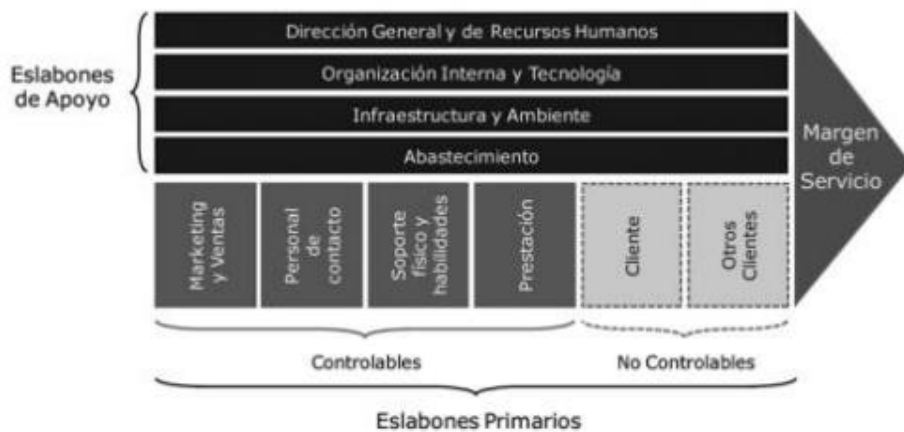 Dirección General y de Recursos Humanos
Eslabones
de Apoyo
Organización Interna y Tecnología
Infraestructura y Ambiente
Abastecimiento
Margen
de
Servicio
Marketing
y Ventas
Personal
de
contacto
Soporte
físico y
habilidades
Prestación
Cliente
Otros
Clientes
Controlables
No Controlables
Eslabones Primarios